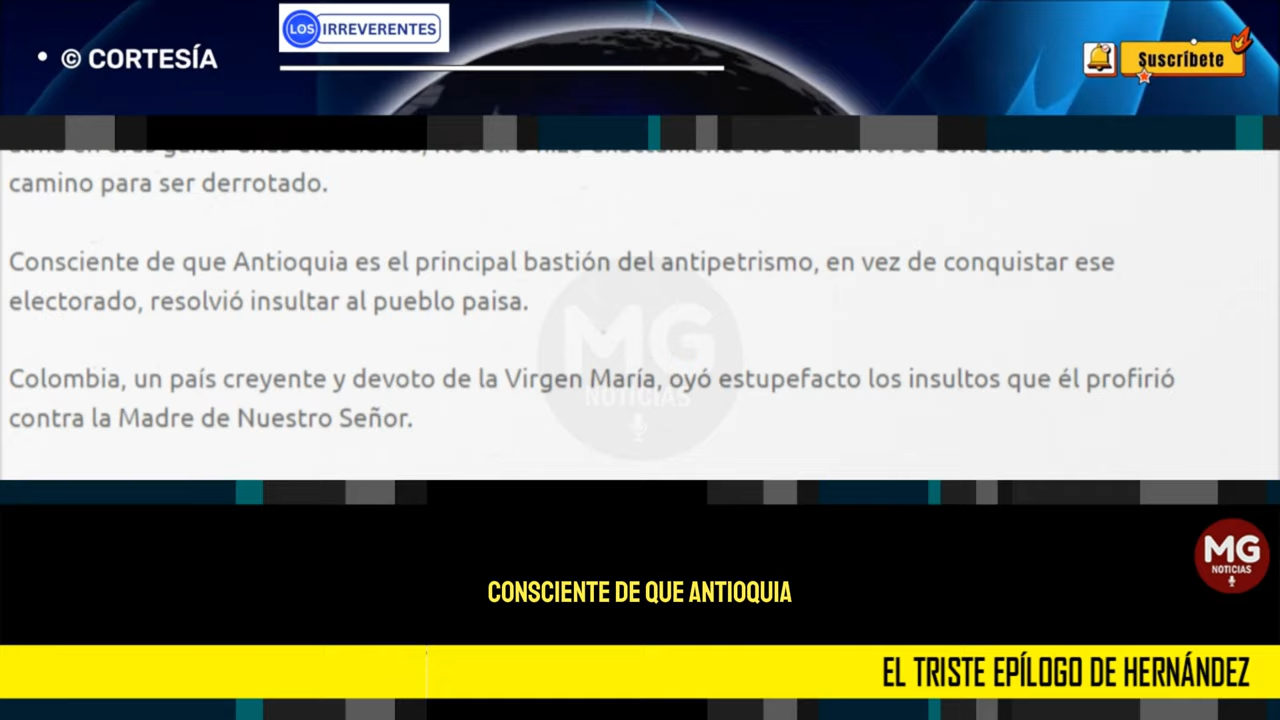 • © CORTESÍA
LOS IRREVERENTES
Suscríbete
camino para ser derrotado.
Consciente de que Antioquia es el principal bastión del antipetrismo, en vez de conquistar ese
electorado, resolvió insultar al pueblo paisa.
Colombia, un país creyente y devoto de la Virgen María, oyó estupefacto los insultos que él profirió
contra la Madre de Nuestro Señor.
MG
NOTICIAS
MG
NOTICIAS
CONSCIENTE DE QUE ANTIOQUIA
EL TRISTE EPÍLOGO DE HERNÁNDEZ